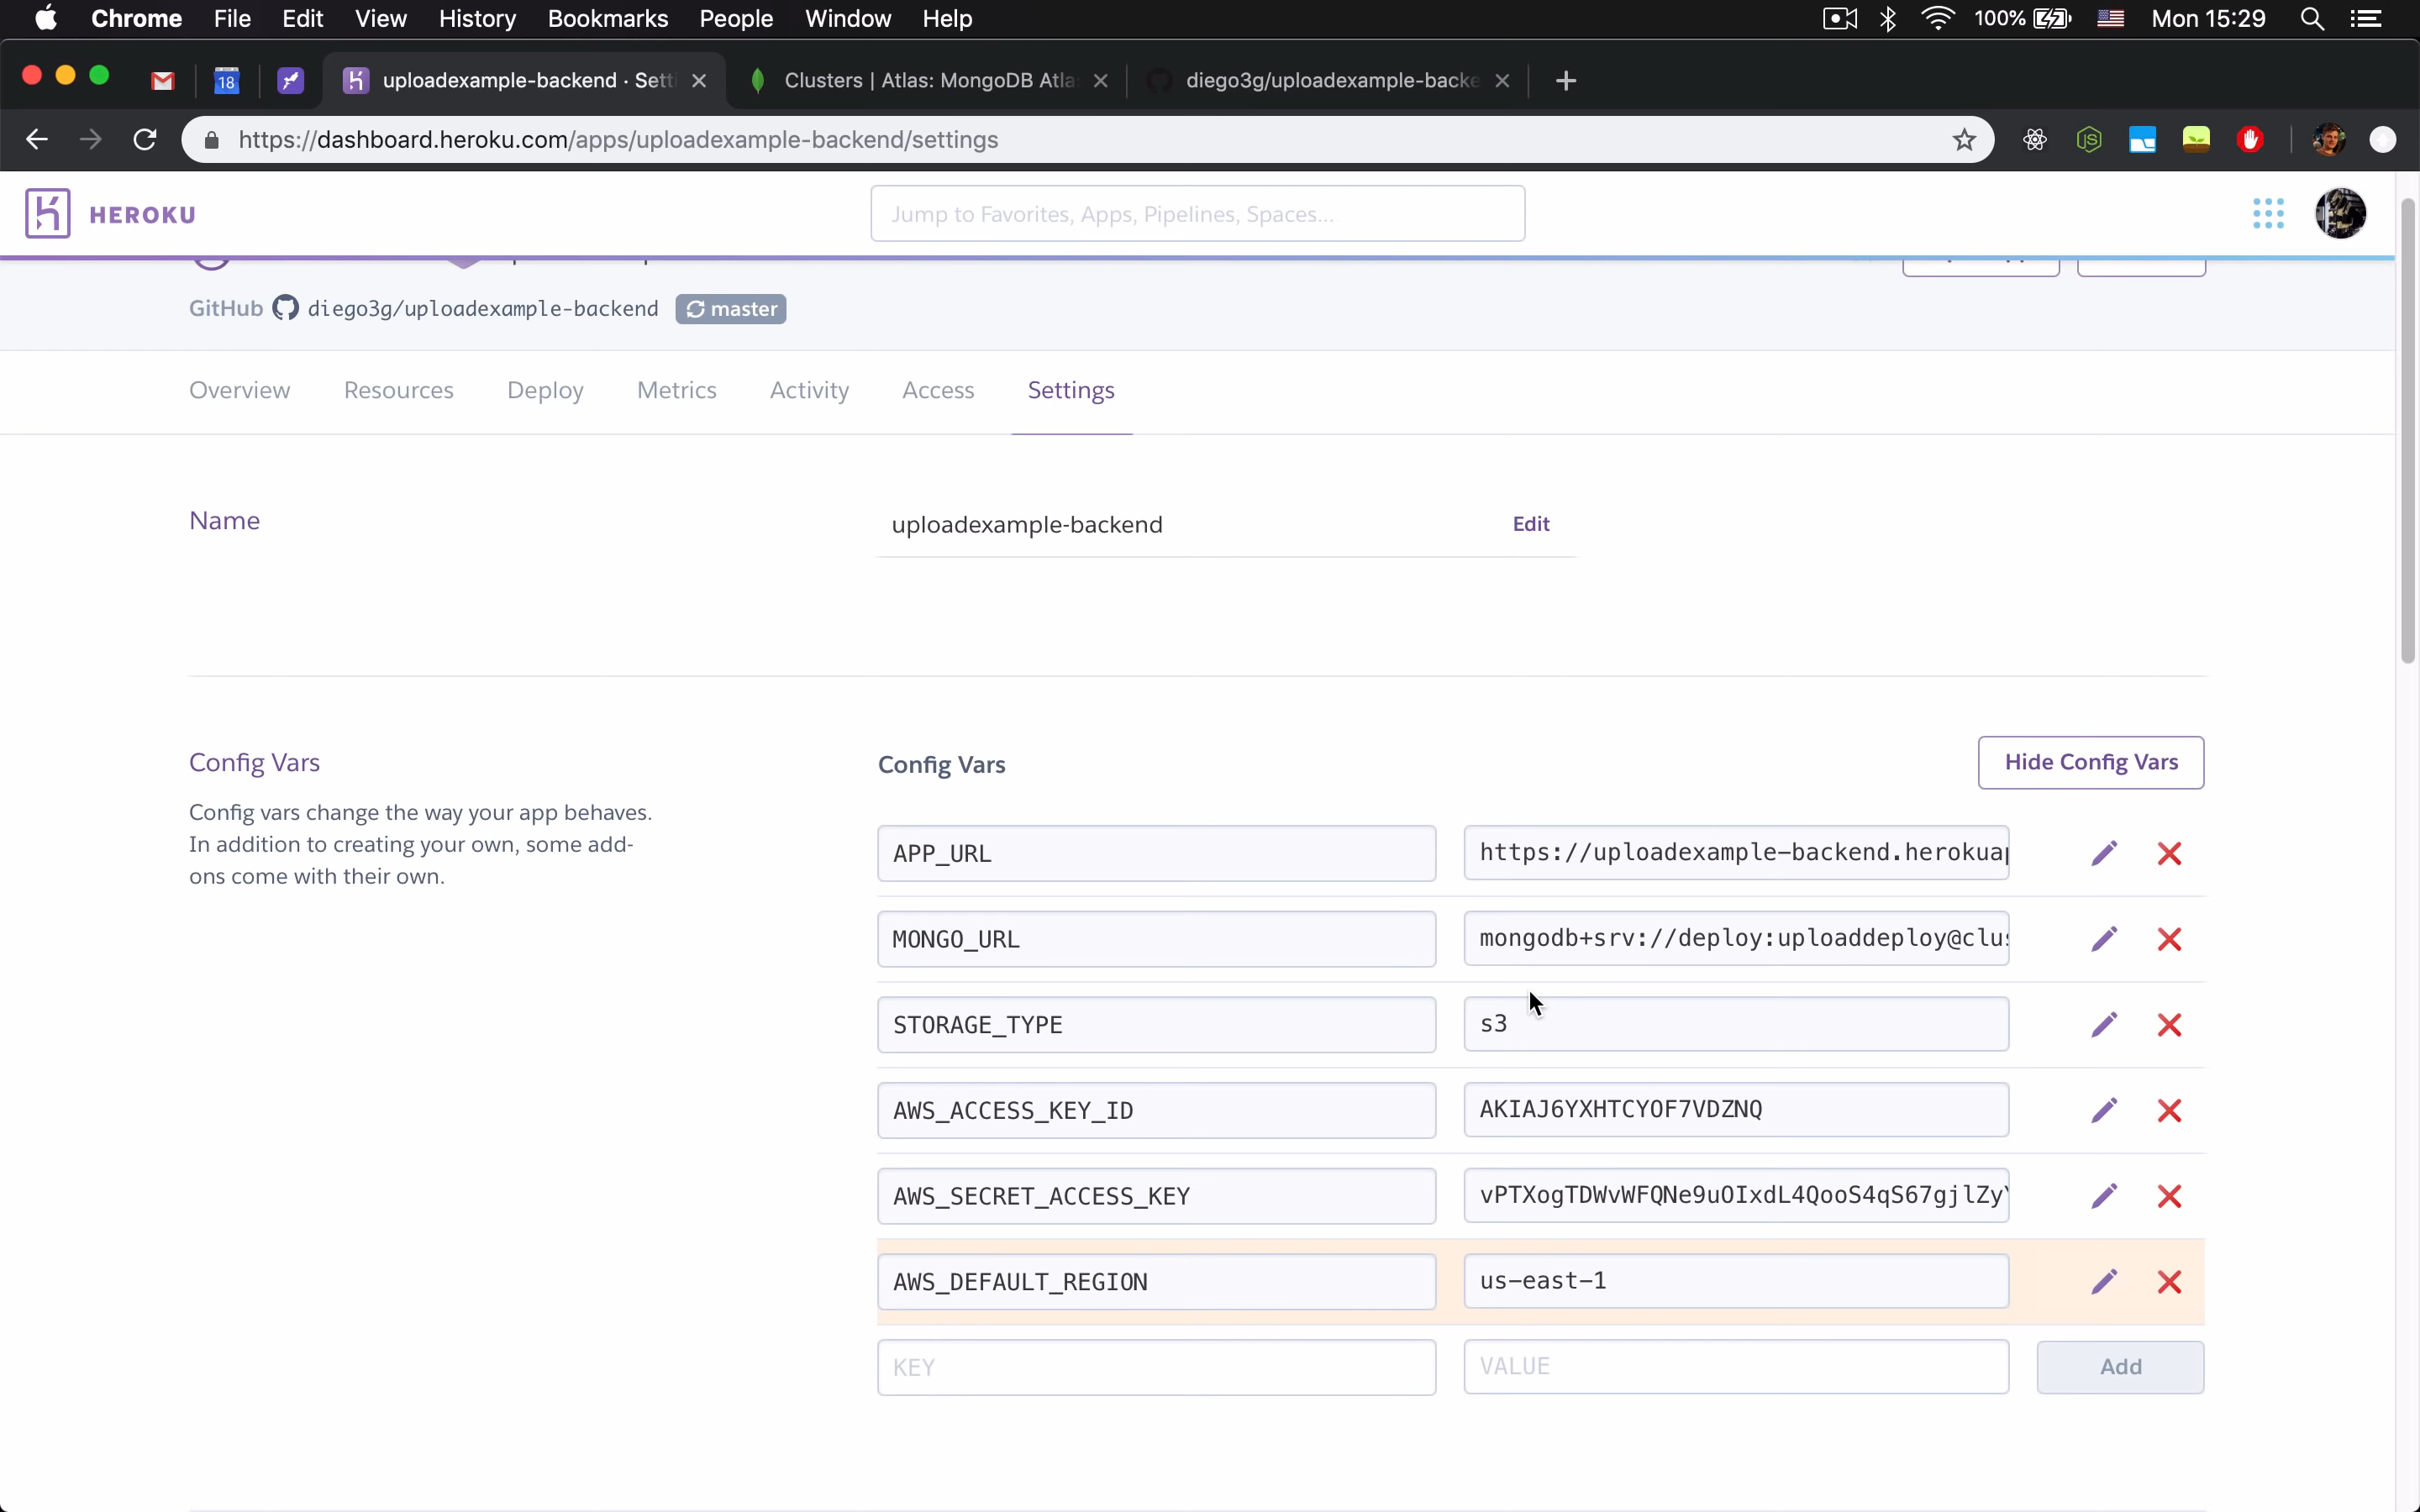 Chrome File Edit View History Bookmarks People Window Help 100% Mon 15:29
18 uploadexample-backend · Setti Clusters | Atlas: MongoDB Atla diego3g/uploadexample-backe
https://dashboard.heroku.com/apps/uploadexample-backend/settings
HEROKU Jump to Favorites, Apps, Pipelines, Spaces...
GitHub diego3g/uploadexample-backend master
Overview Resources Deploy Metrics Activity Access Settings
Name uploadexample-backend Edit
Config Vars Config Vars Hide Config Vars
Config vars change the way your app behaves.
In addition to creating your own, some add-
ons come with their own.
APP_URL https://uploadexample-backend.herokuap
MONGO_URL mongodb+srv://deploy:uploaddeploy@clus
STORAGE_TYPE s3
AWS_ACCESS_KEY_ID AKIAJ6YXHTCYOF7VDZNQ
AWS_SECRET_ACCESS_KEY vPTXogTDWvWFQNe9uOIxdL4QooS4qS67gjlZy
AWS_DEFAULT_REGION us-east-1
KEY VALUE Add